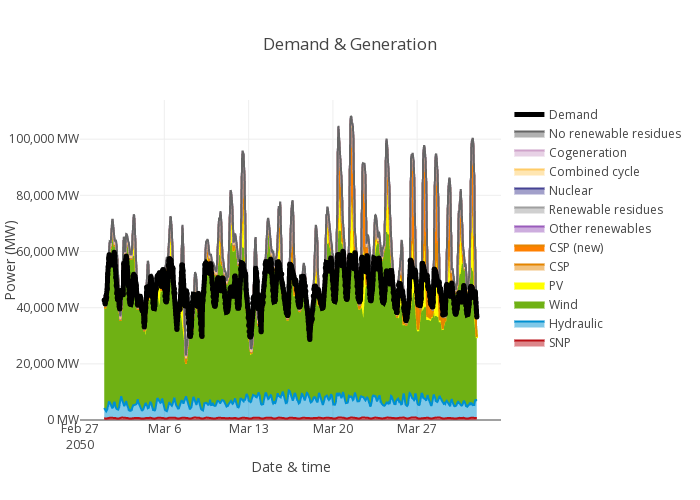 Demand & Generation
Power (MW)
100,000 MW
80,000 MW
60,000 MW
40,000 MW
20,000 MW
0 MW
Feb 27
2050
Mar 6
Mar 13
Mar 20
Mar 27
Date & time
Demand
No renewable residues
Cogeneration
Combined cycle
Nuclear
Renewable residues
Other renewables
CSP (new)
CSP
PV
Wind
Hydraulic
SNP